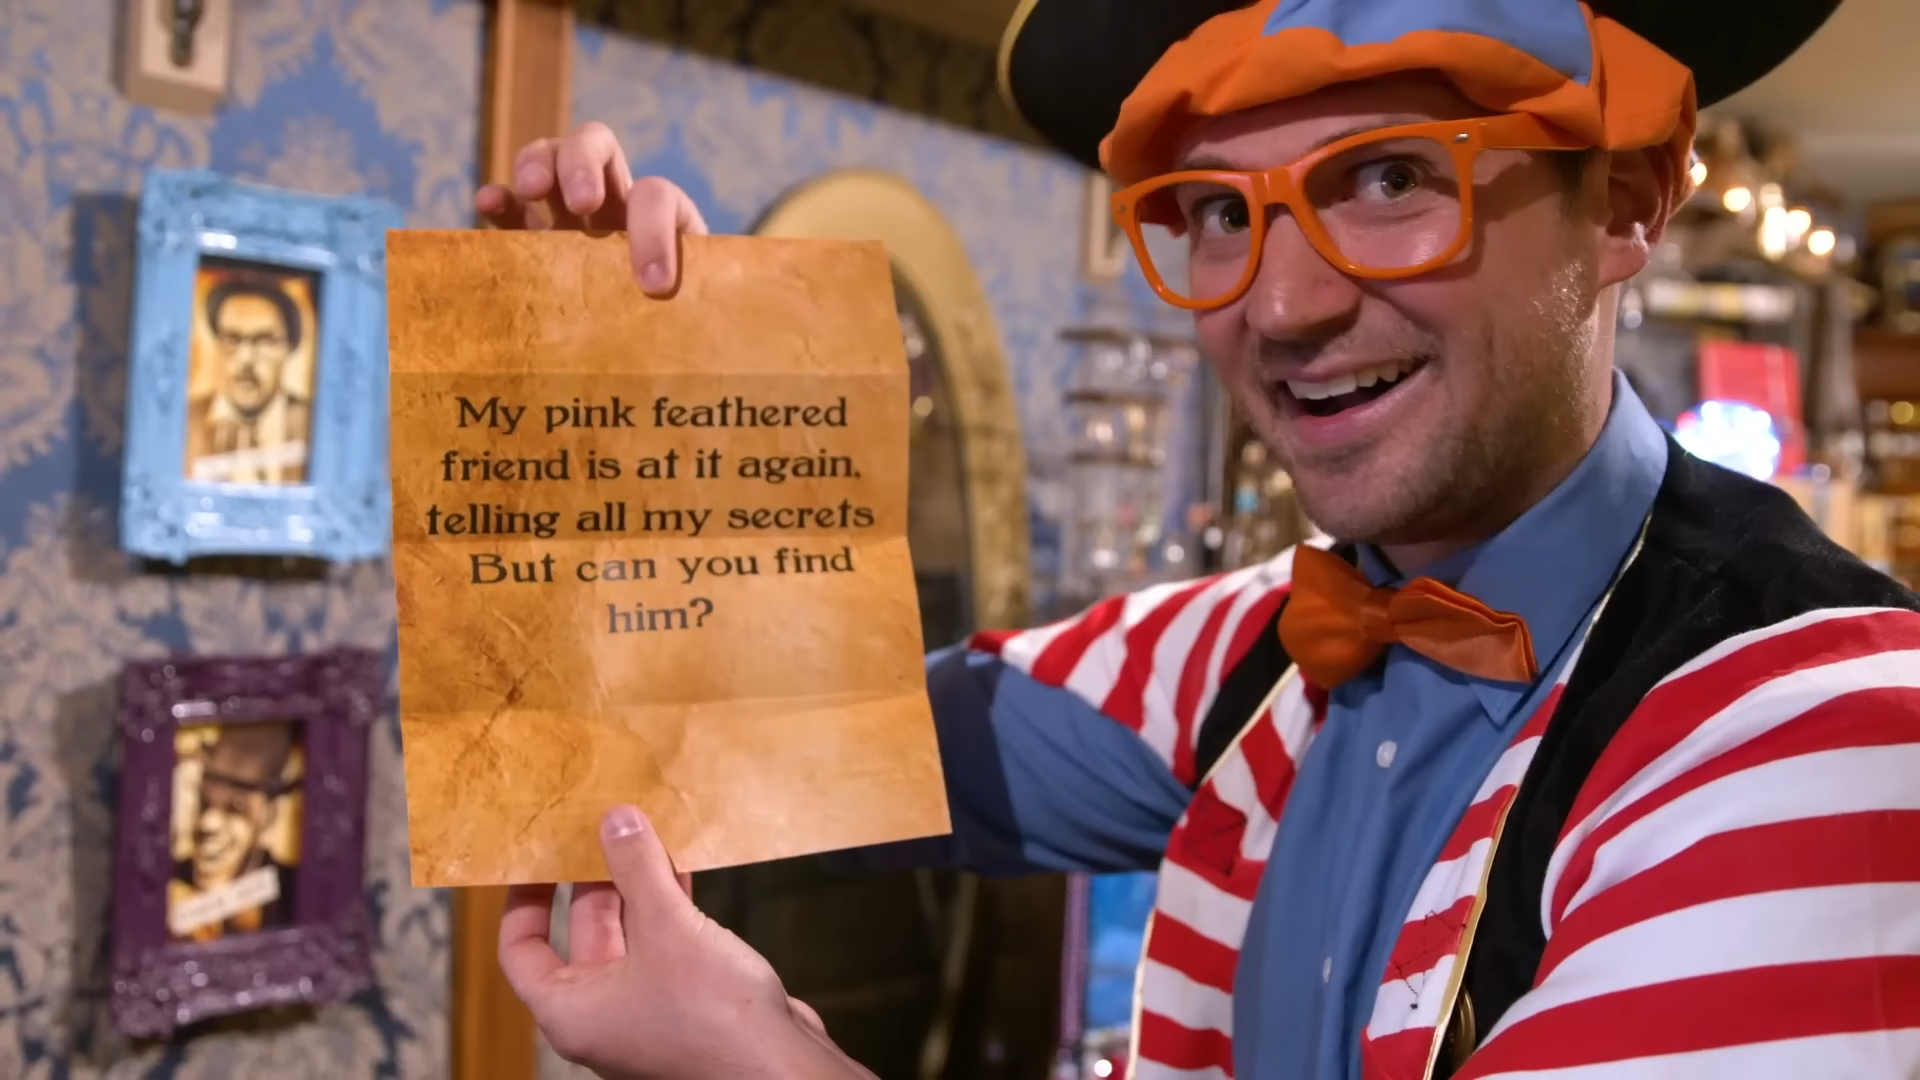 My pink feathered
friend is at it again,
telling all my secrets
But can you find
him?